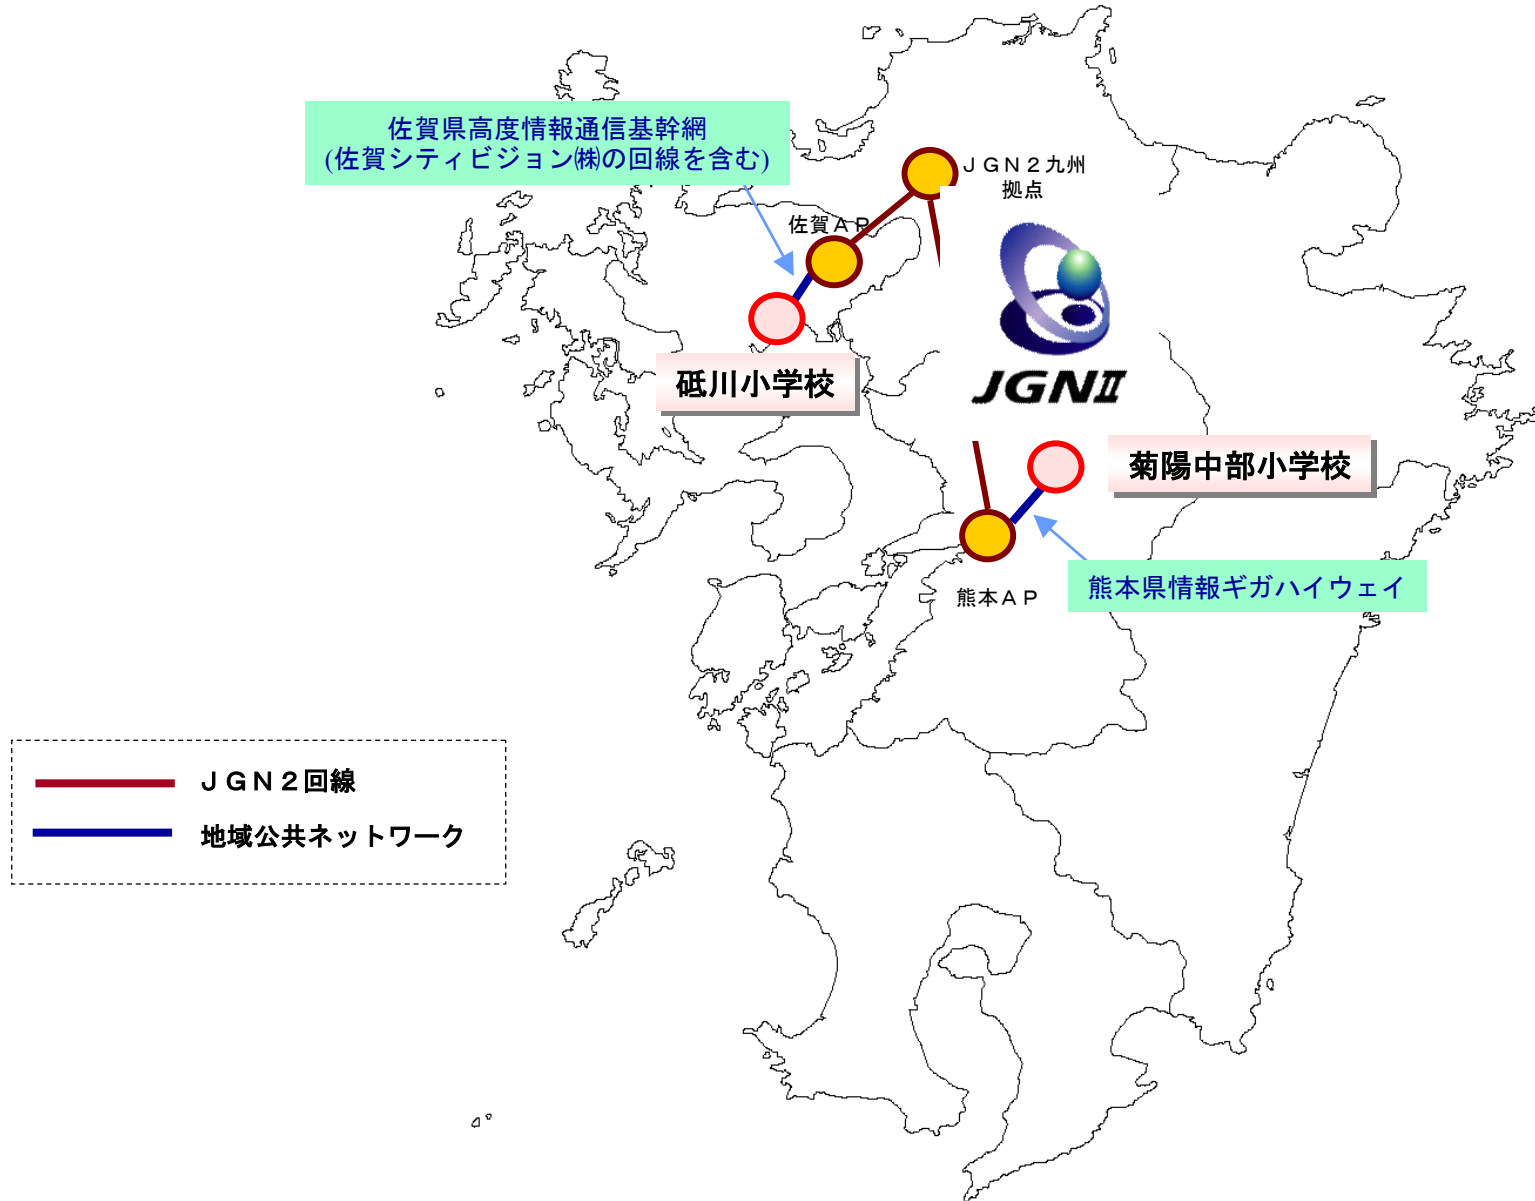 佐賀県高度情報通信基幹網
(佐賀シティビジョン㈱の回線を含む)
ＪＧＮ２九州
拠点
佐賀ＡＰ
JGNⅡ
砥川小学校
菊陽中部小学校
熊本ＡＰ
熊本県情報ギガハイウェイ
ＪＧＮ２回線
地域公共ネットワーク